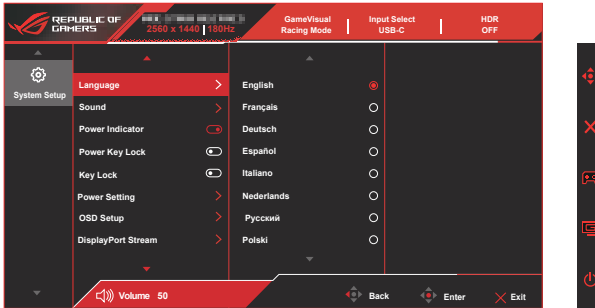 REPUBLIC OF
GAMERS
2560 x 1440 180Hz
GameVisual
Racing Mode
Input Select
USB-C
HDR
OFF
System Setup
Language
Sound
Power Indicator
Power Key Lock
Key Lock
Power Setting
OSD Setup
DisplayPort Stream
English
Français
Deutsch
Español
Italiano
Nederlands
Русский
Polski
Volume 50
Back
Enter
Exit